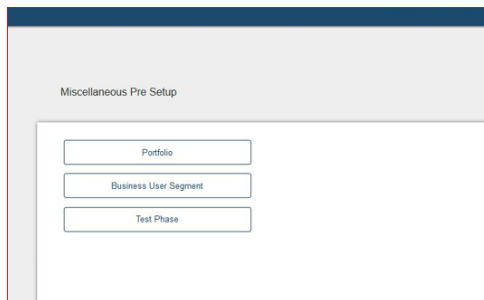 Miscellaneous Pre Setup
Portfolio
Business User Segment
Test Phase